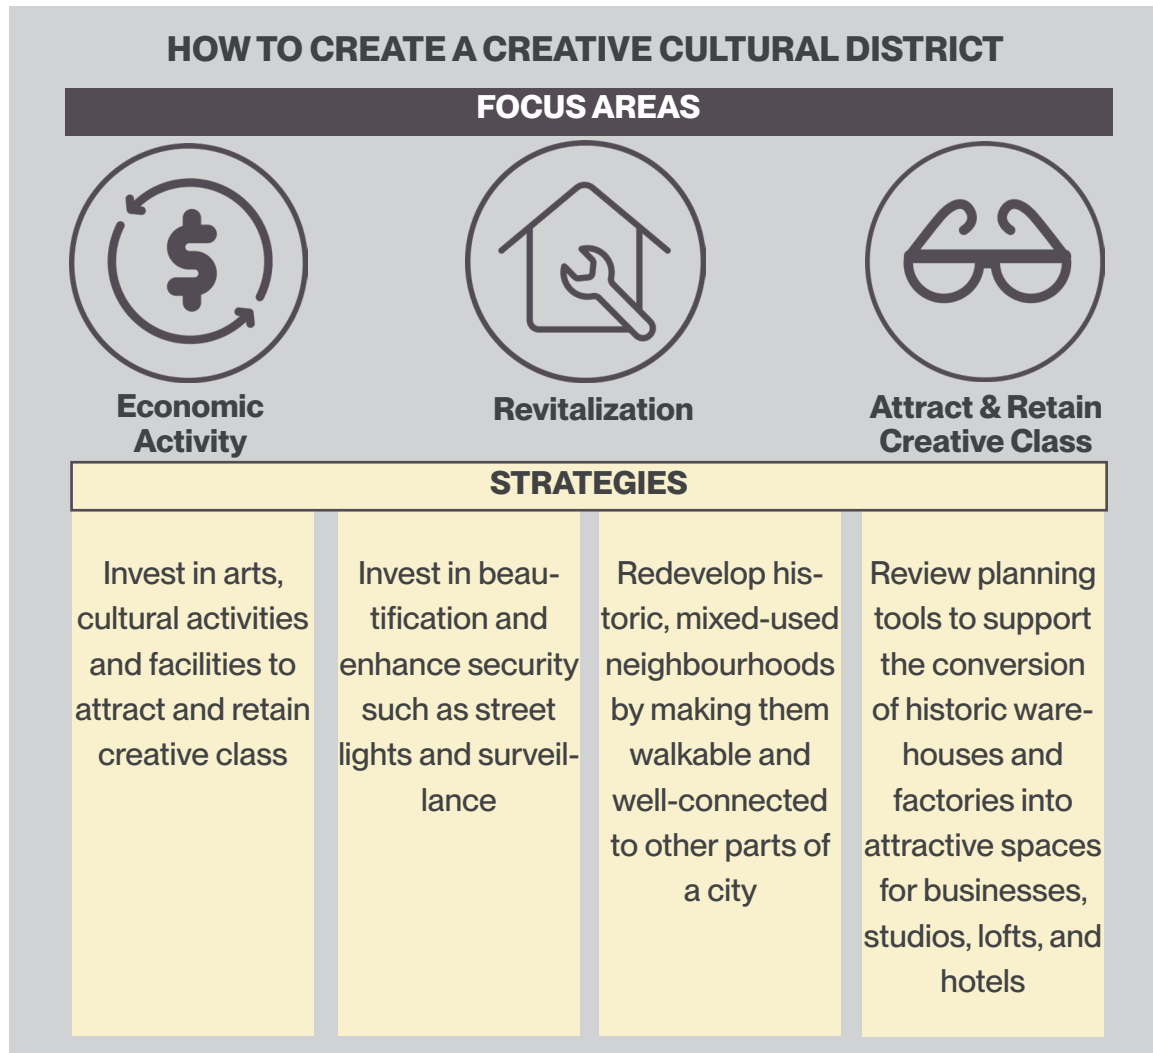 HOW TO CREATE A CREATIVE CULTURAL DISTRICT
FOCUS AREAS
Economic
Activity
Revitalization
Attract & Retain
Creative Class
STRATEGIES
Invest in arts,
cultural activities
and facilities to
attract and retain
creative class
Invest in beau-
tification and
enhance security
such as street
lights and surveil-
lance
Redevelop his-
toric, mixed-used
neighbourhoods
by making them
walkable and
well-connected
to other parts of
a city
Review planning
tools to support
the conversion
of historic ware-
houses and
factories into
attractive spaces
for businesses,
studios, lofts, and
hotels